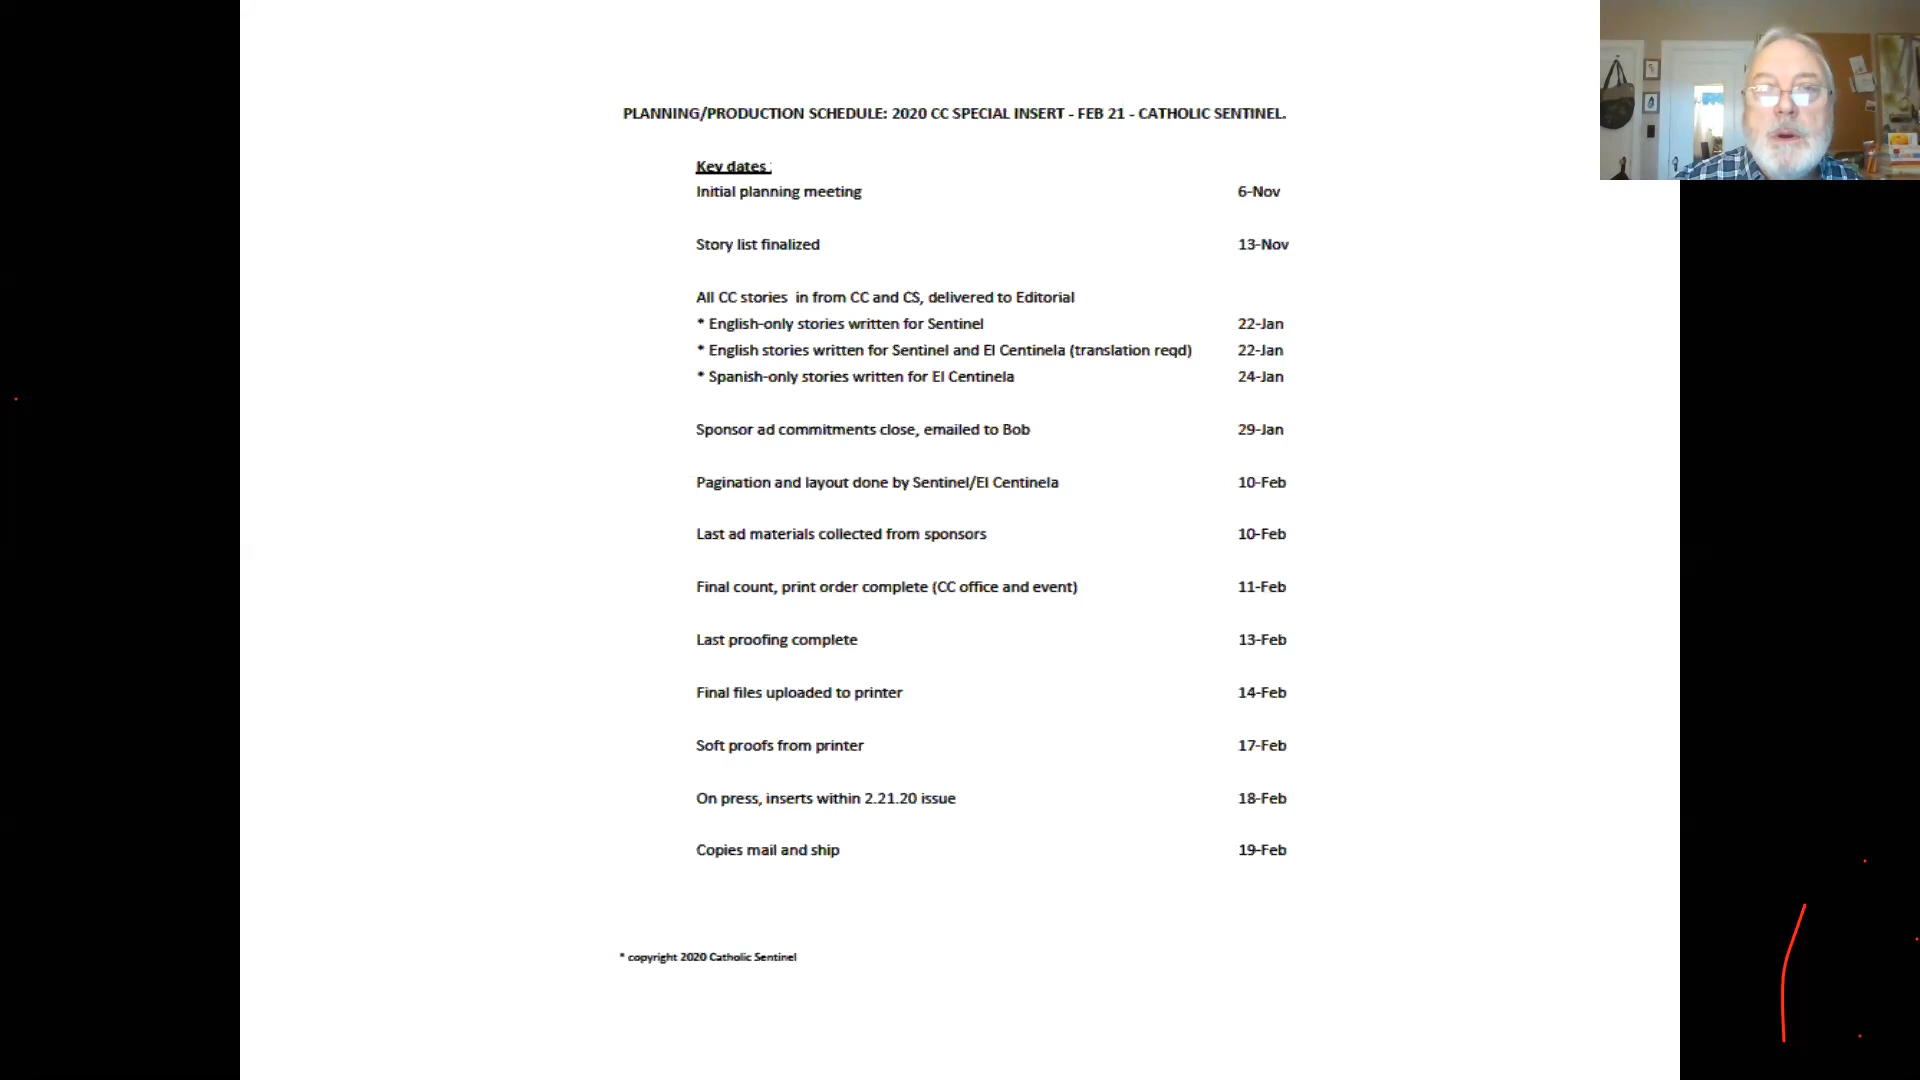 PLANNING/PRODUCTION SCHEDULE: 2020 CC SPECIAL INSERT - FEB 21 - CATHOLIC SENTINEL.
Key dates :
Initial planning meeting 6-Nov
Story list finalized 13-Nov
All CC stories in from CC and CS, delivered to Editorial
* English-only stories written for Sentinel 22-Jan
* English stories written for Sentinel and El Centinela (translation reqd) 22-Jan
* Spanish-only stories written for El Centinela 24-Jan
Sponsor ad commitments close, emailed to Bob 29-Jan
Pagination and layout done by Sentinel/El Centinela 10-Feb
Last ad materials collected from sponsors 10-Feb
Final count, print order complete (CC office and event) 11-Feb
Last proofing complete 13-Feb
Final files uploaded to printer 14-Feb
Soft proofs from printer 17-Feb
On press, inserts within 2.21.20 issue 18-Feb
Copies mail and ship 19-Feb
* copyright 2020 Catholic Sentinel